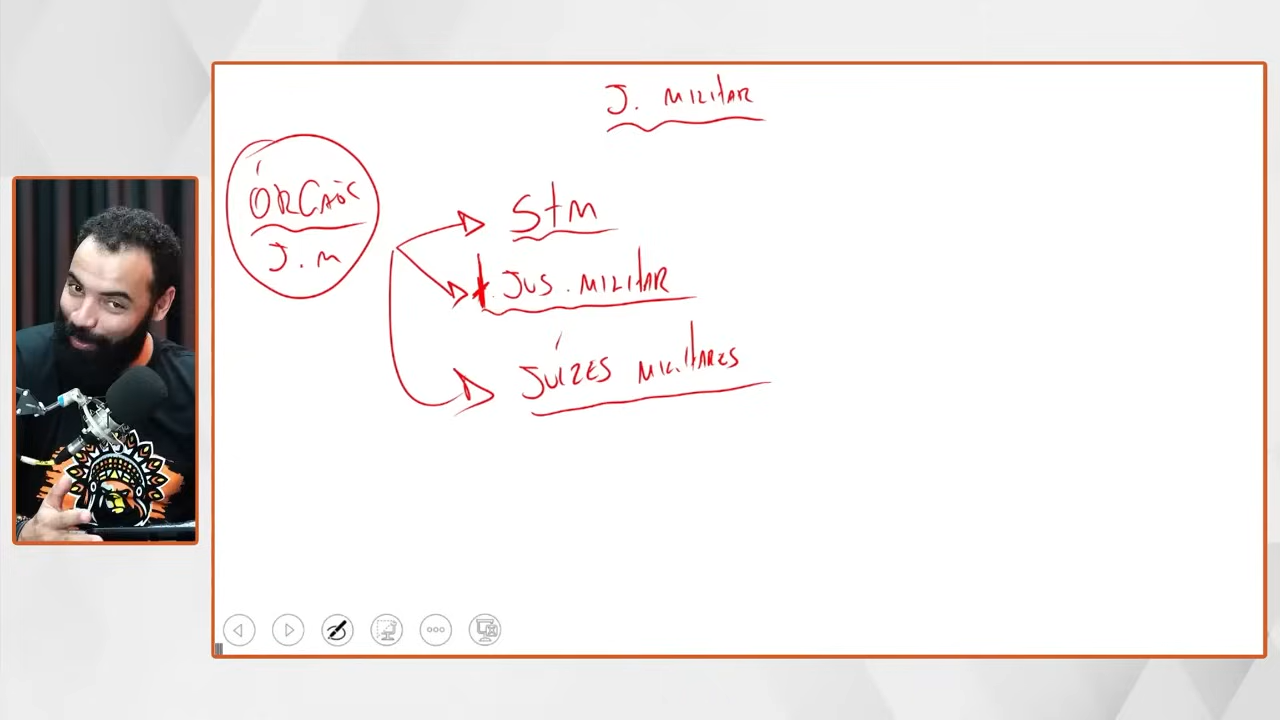 J. MILITAR
ÓRGÃOS
J.M
STM
T. JUS. MILITAR
JUÍZES MILITARES